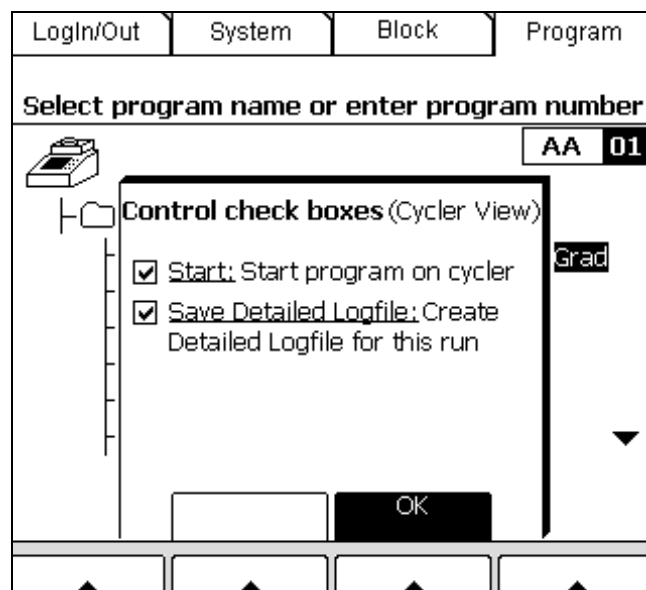 LogIn/Out System Block Program
Select program name or enter program number
AA 01
Control check boxes (Cycler View)
Grad
Start: Start program on cycler
Save Detailed Logfile: Create
Detailed Logfile for this run
OK